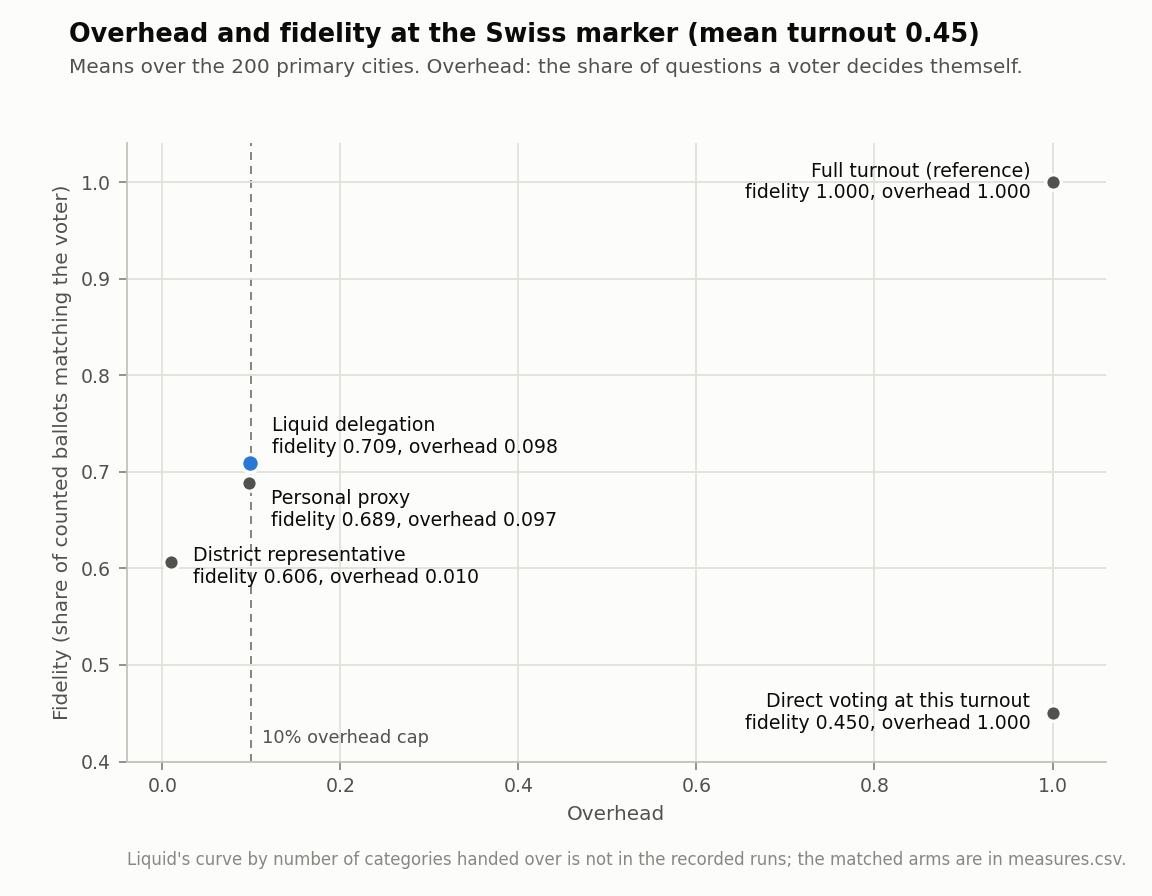 Overhead and fidelity at the Swiss marker (mean turnout 0.45)
Means over the 200 primary cities. Overhead: the share of questions a voter decides themself.
Fidelity (share of counted ballots matching the voter)
1.0
0.9
0.8
0.7
0.6
0.5
0.4
Full turnout (reference)
fidelity 1.000, overhead 1.000
Liquid delegation
fidelity 0.709, overhead 0.098
Personal proxy
fidelity 0.689, overhead 0.097
District representative
fidelity 0.606, overhead 0.010
Direct voting at this turnout
fidelity 0.450, overhead 1.000
10% overhead cap
0.0
0.2
0.4
0.6
0.8
1.0
Overhead
Liquid's curve by number of categories handed over is not in the recorded runs; the matched arms are in measures.csv.